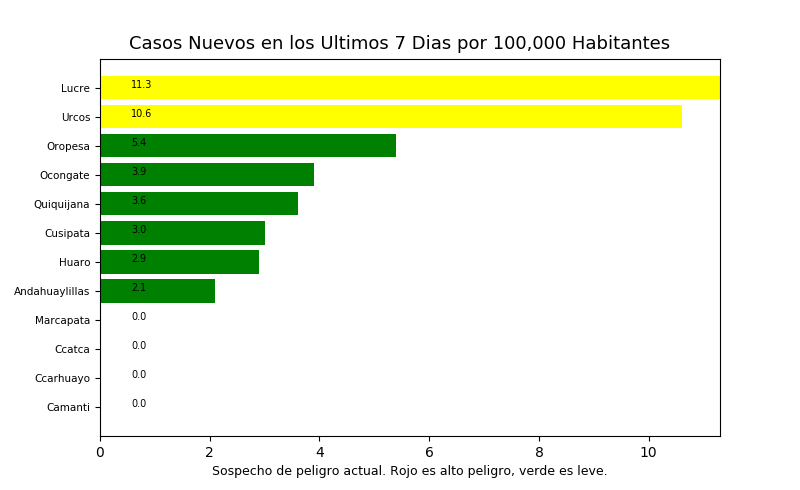 Casos Nuevos en los Ultimos 7 Dias por 100,000 Habitantes
Lucre 11.3
Urcos 10.6
Oropesa 5.4
Ocongate 3.9
Quiquijana 3.6
Cusipata 3.0
Huaro 2.9
Andahuaylillas 2.1
Marcapata 0.0
Ccatca 0.0
Ccarhuayo 0.0
Camanti 0.0
0 2 4 6 8 10
Sospecho de peligro actual. Rojo es alto peligro, verde es leve.